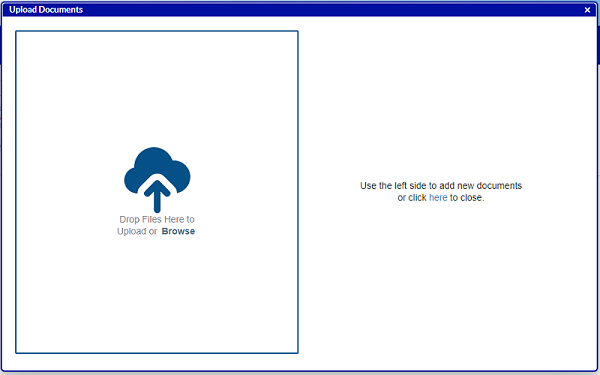 Upload Documents
Drop Files Here to
Upload or Browse
Use the left side to add new documents
or click here to close.